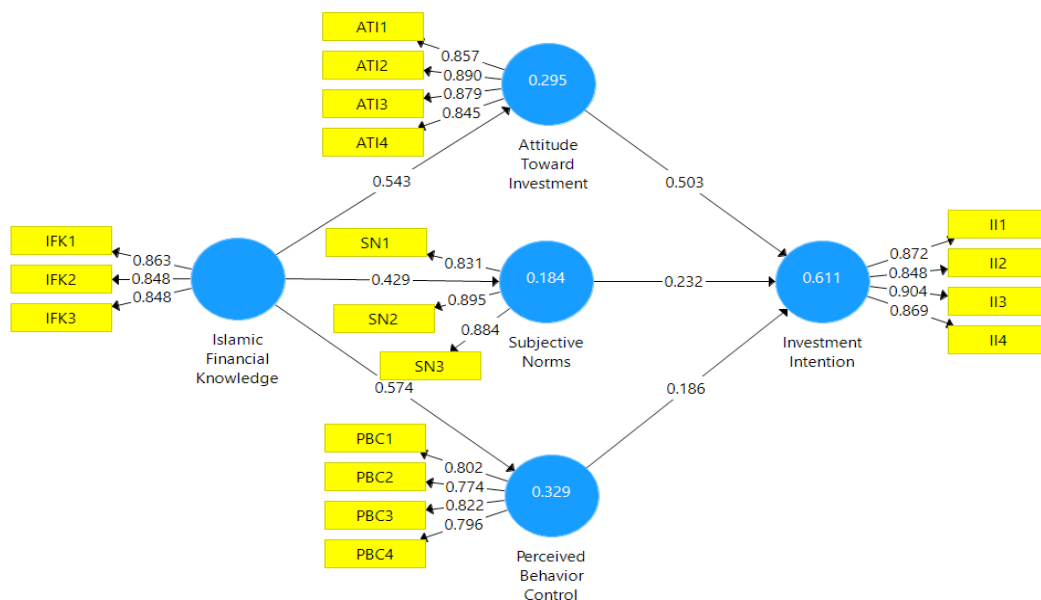 ATI1
0.857
ATI2
0.890
ATI3
0.879
ATI4
0.845
0.295
Attitude
Toward
Investment
0.543
0.503
IFK1
0.863
IFK2
0.848
IFK3
0.848
Islamic
Financial
Knowledge
SN1
0.831
0.429
SN2
0.895
0.884
SN3
0.184
Subjective
Norms
0.232
0.574
0.186
0.611
Investment
Intention
II1
0.872
II2
0.848
II3
0.904
II4
0.869
PBC1
0.802
PBC2
0.774
PBC3
0.822
PBC4
0.796
0.329
Perceived
Behavior
Control